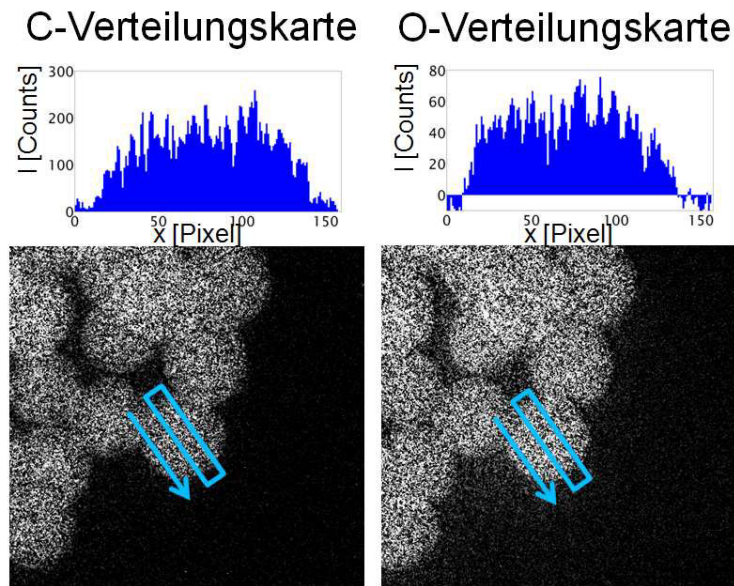 C-Verteilungskarte
O-Verteilungskarte
I [Counts]
300
200
100
0
0
50
100
150
x [Pixel]
I [Counts]
80
60
40
20
0
0
50
100
150
x [Pixel]